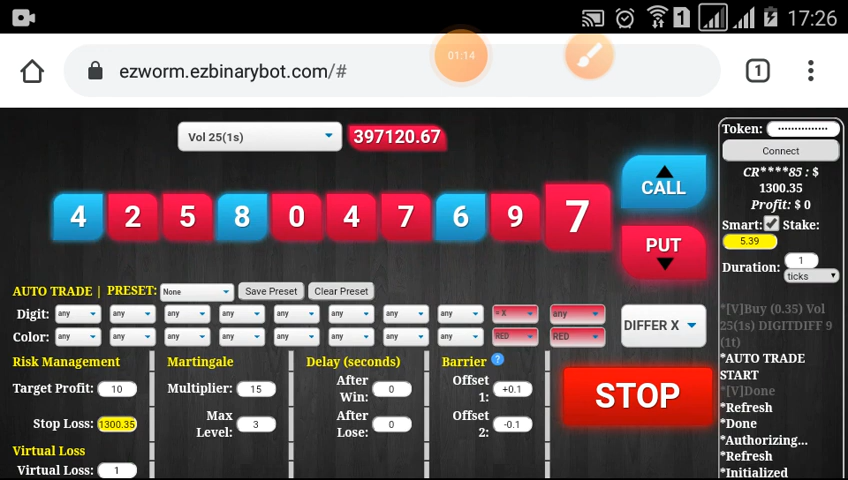 1 17:26
01:14
ezworm.ezbinarybot.com/# 1
Vol 25(1s) 397120.67
4 2 5 8 0 4 7 6 9 7
CALL
PUT
AUTO TRADE | PRESET: None Save Preset Clear Preset
Digit: any any any any any any any any = X any
Color: any any any any any any any any RED RED
DIFFER X
Risk Management
Target Profit: 10
Stop Loss: 1300.35
Virtual Loss
Virtual Loss: 1
Martingale
Multiplier: 15
Max Level: 3
Delay (seconds)
After Win: 0
After Lose: 0
Barrier ?
Offset 1: +0.1
Offset 2: -0.1
STOP
Token: ••••••••••••••
Connect
CR****85: $
1300.35
Profit: $ 0
Smart: Stake:
5.39
Duration: 1
ticks
*[V]Buy (0.35) Vol
25(1s) DIGITDIFF 9
(1t)
*AUTO TRADE
START
*[V]Done
*Refresh
*Done
*Authorizing...
*Refresh
*Initialized